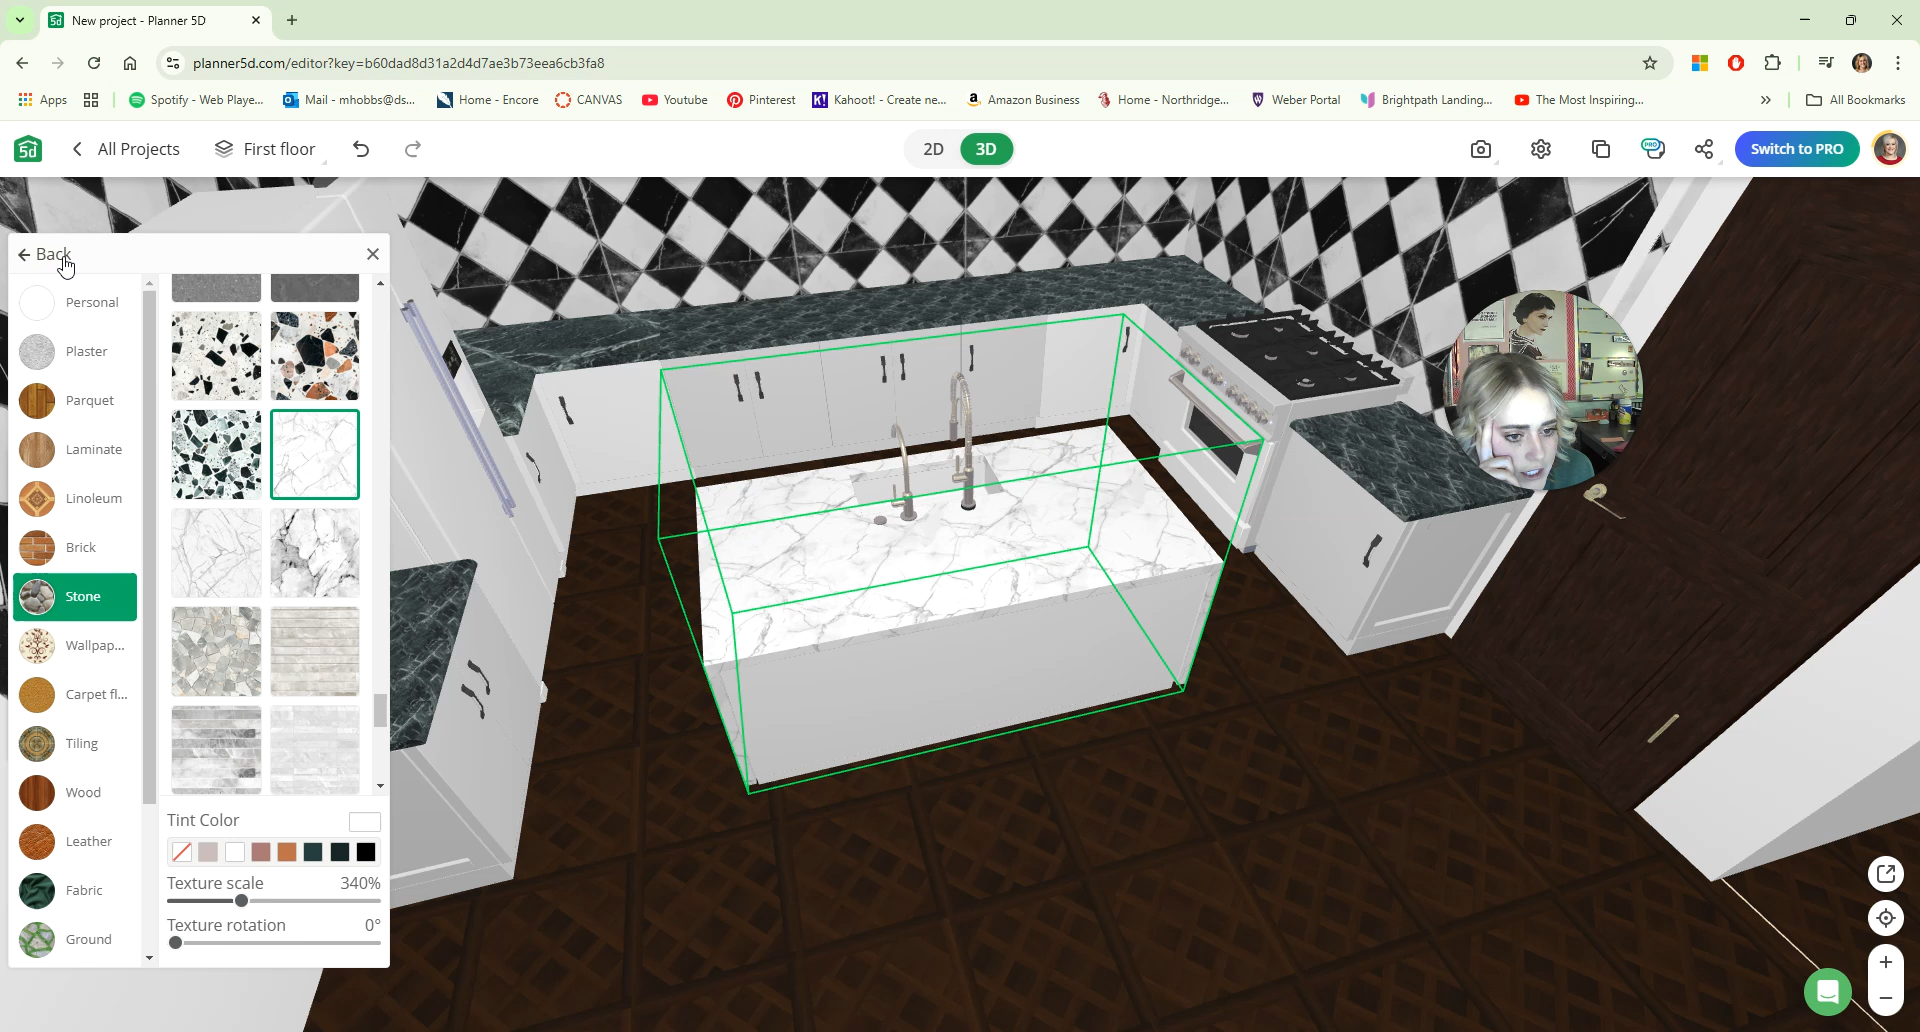 New project - Planner 5D
planner5d.com/editor?key=b60dad8d31a2d4d7ae3b73eea6cb3fa8
Apps
Spotify - Web Playe...
Mail - mhobbs@ds...
Home - Encore
CANVAS
Youtube
Pinterest
Kahoot! - Create ne...
Amazon Business
Home - Northridge...
Weber Portal
Brightpath Landing...
The Most Inspiring...
All Bookmarks
5d
All Projects
First floor
2D
3D
PRO
Switch to PRO
Back
Personal
Plaster
Parquet
Laminate
Linoleum
Brick
Stone
Wallpap...
Carpet fl...
Tiling
Wood
Leather
Fabric
Ground
Tint Color
Texture scale
340%
Texture rotation
0°